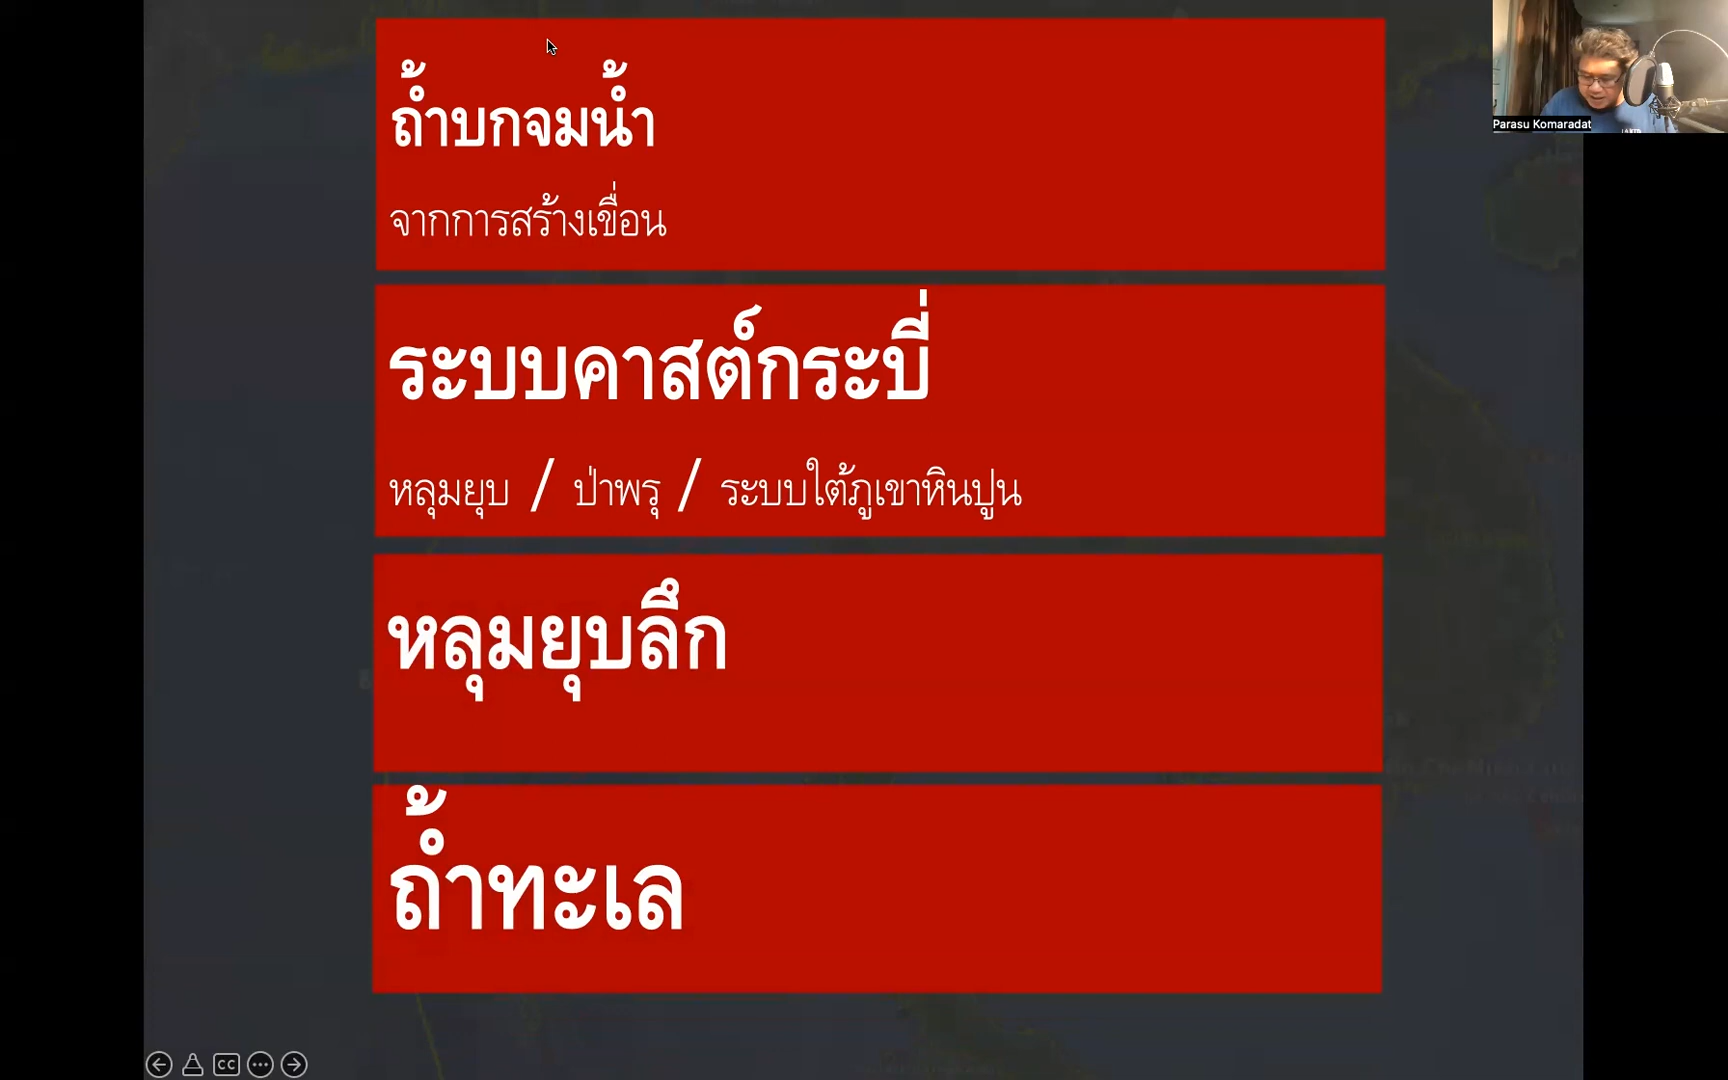 ถ้ำบกจมน้ำ
จากการสร้างเขื่อน
ระบบคาสต์กระบี่
หลุมยุบ / ป่าพรุ / ระบบใต้ภูเขาหินปูน
หลุมยุบลึก
ถ้ำทะเล
Parasu Komaradat
CC